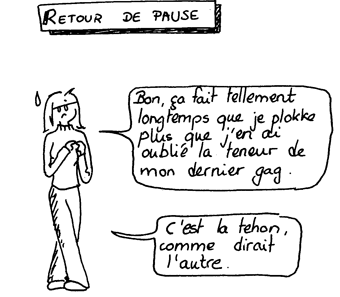 RETOUR DE PAUSE
Bon, ça fait tellement
longtemps que je plokke
plus que j'en ai
oublié la teneur de
mon dernier gag.
C'est la tehon,
comme dirait
l'autre.